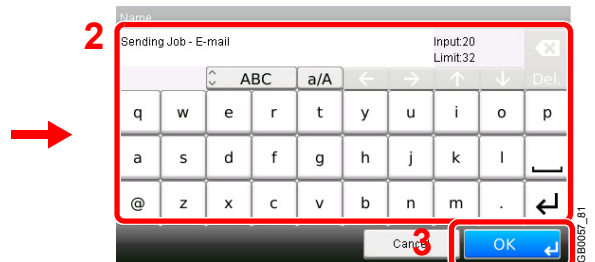 Name
2
Sending Job - E-mail
Input:20
Limit:32
ABC
a/A
Del.
q w e r t y u i o p
a s d f g h j k l
@ z x c v b n m .
3
Cancel
OK
GB0057_81